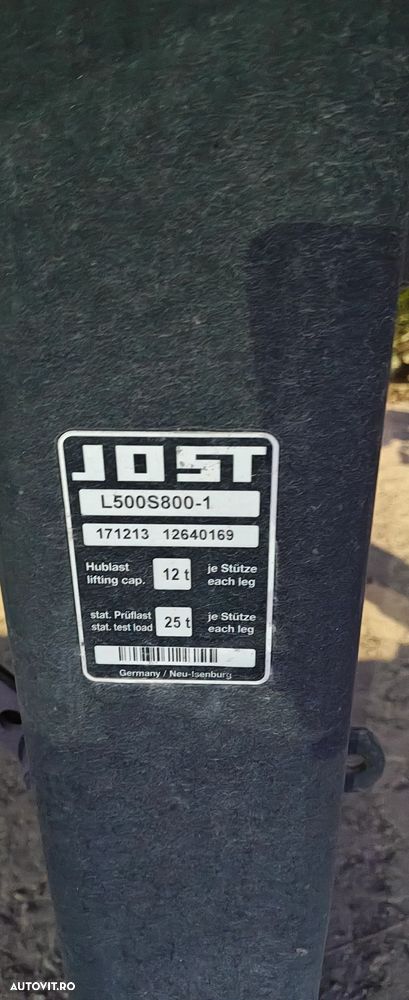 JOST
L500S800-1
171213 12640169
Hublast
lifting cap.
12 t
je Stütze
each leg
stat. Prüflast
stat. test load
25 t
je Stütze
each leg
Germany / Neu-Isenburg
AUTOVIT.RO